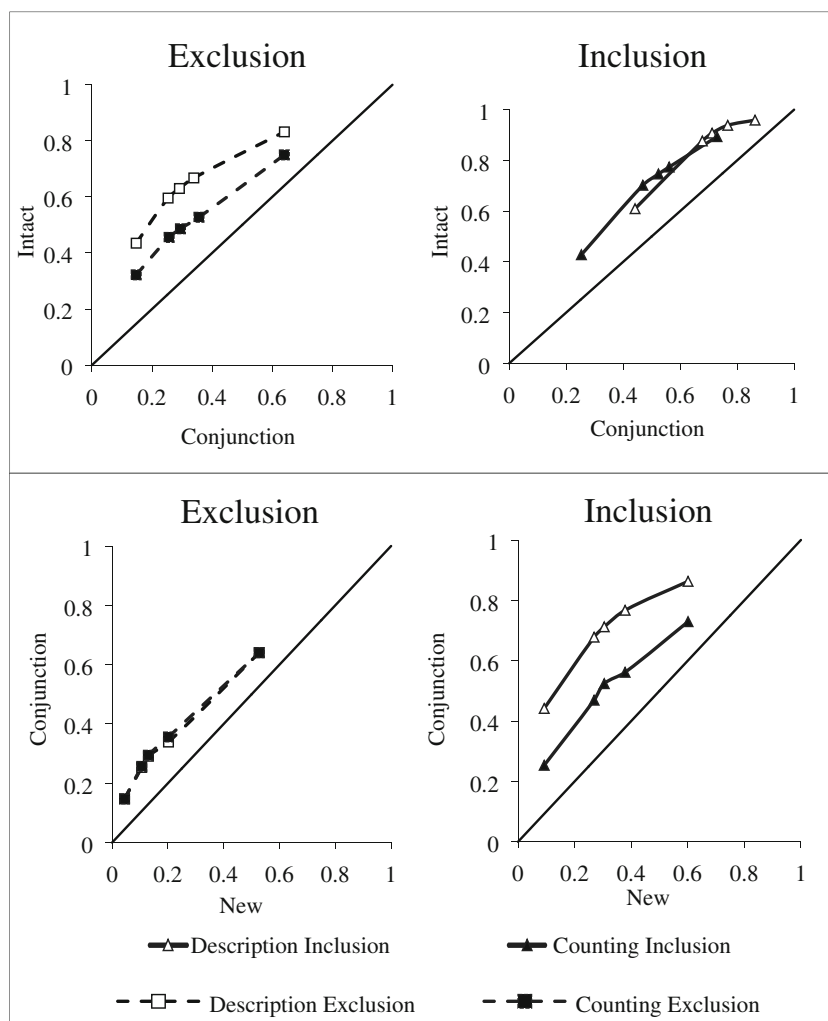 Exclusion
1
0.8
0.6
0.4
0.2
0
Intact
0 0.2 0.4 0.6 0.8 1
Conjunction
Inclusion
1
0.8
0.6
0.4
0.2
0
Intact
0 0.2 0.4 0.6 0.8 1
Conjunction
Exclusion
1
0.8
0.6
0.4
0.2
0
Conjunction
0 0.2 0.4 0.6 0.8 1
New
Inclusion
1
0.8
0.6
0.4
0.2
0
Conjunction
0 0.2 0.4 0.6 0.8 1
New
Description Inclusion
Counting Inclusion
Description Exclusion
Counting Exclusion